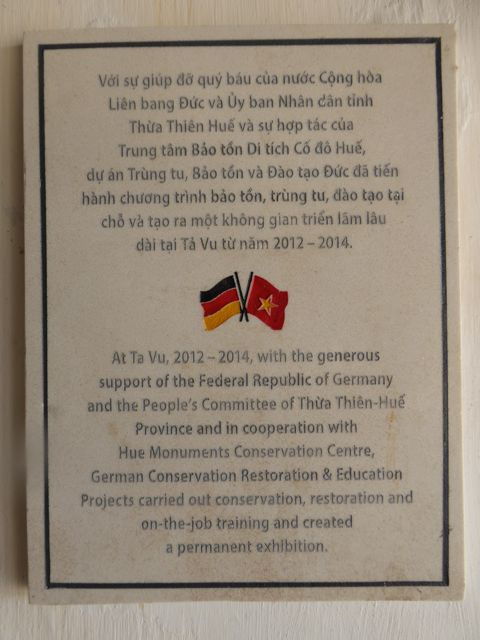 Với sự giúp đỡ quý báu của nước Cộng hòa
Liên bang Đức và Ủy ban Nhân dân tỉnh
Thừa Thiên Huế và sự hợp tác của
Trung tâm Bảo tồn Di tích Cố đô Huế,
dự án Trùng tu, Bảo tồn và Đào tạo Đức đã tiến
hành chương trình bảo tồn, trùng tu, đào tạo tại
chỗ và tạo ra một không gian triển lãm lâu
dài tại Tả Vu từ năm 2012 – 2014.
At Ta Vu, 2012 – 2014, with the generous
support of the Federal Republic of Germany
and the People's Committee of Thừa Thiên-Huế
Province and in cooperation with
Hue Monuments Conservation Centre,
German Conservation Restoration & Education
Projects carried out conservation, restoration and
on-the-job training and created
a permanent exhibition.